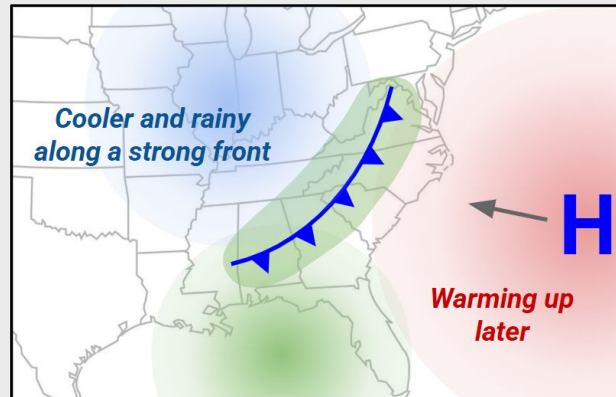 Cooler and rainy
along a strong front
H
Warming up
later